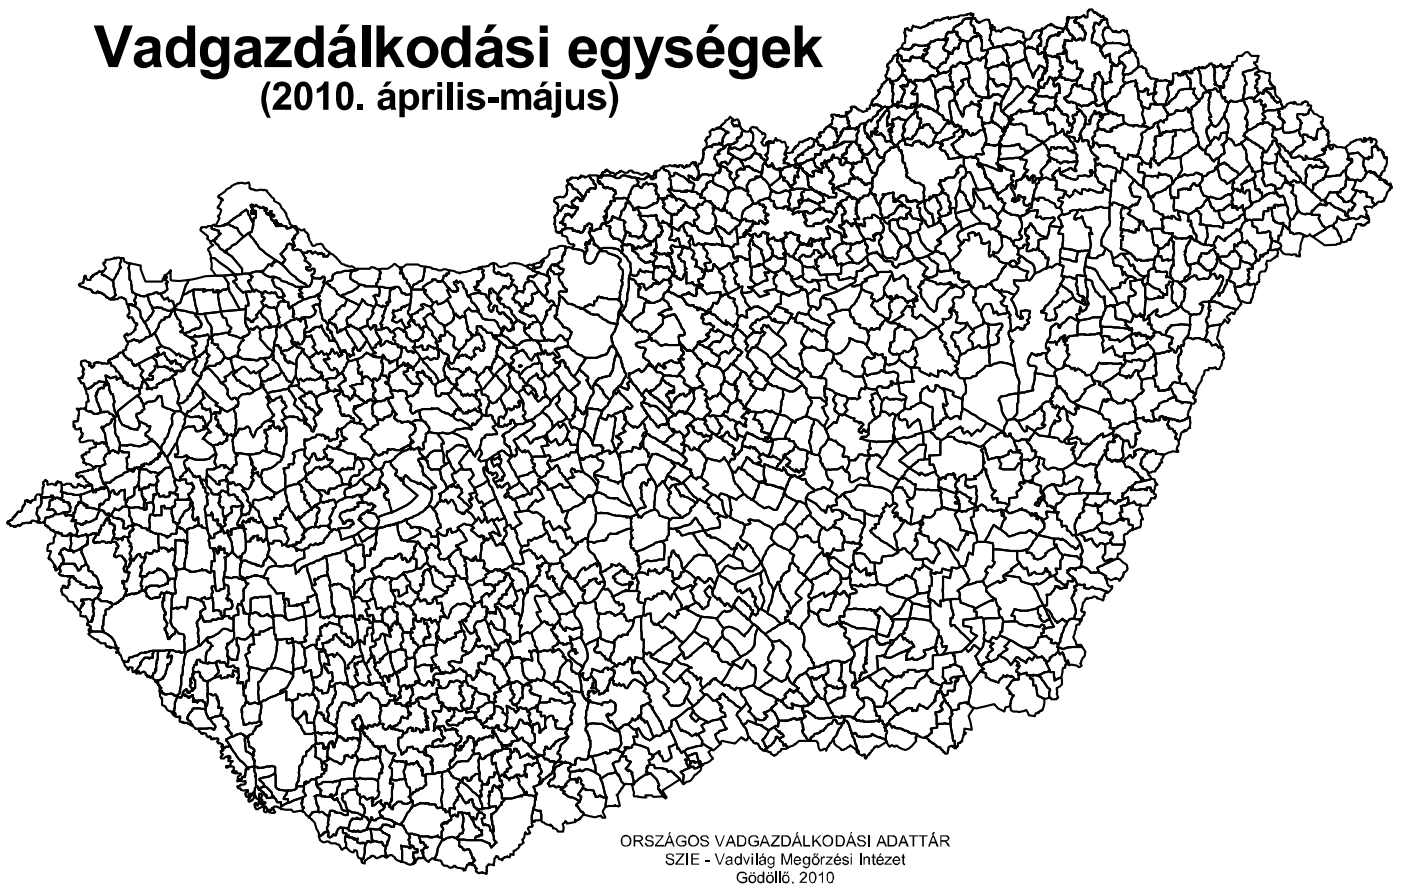 Vadgazdálkodási egységek
(2010. április-május)
ORSZÁGOS VADGAZDÁLKODÁSI ADATTÁR
SZIE - Vadvilág Megőrzési Intézet
Gödöllő, 2010